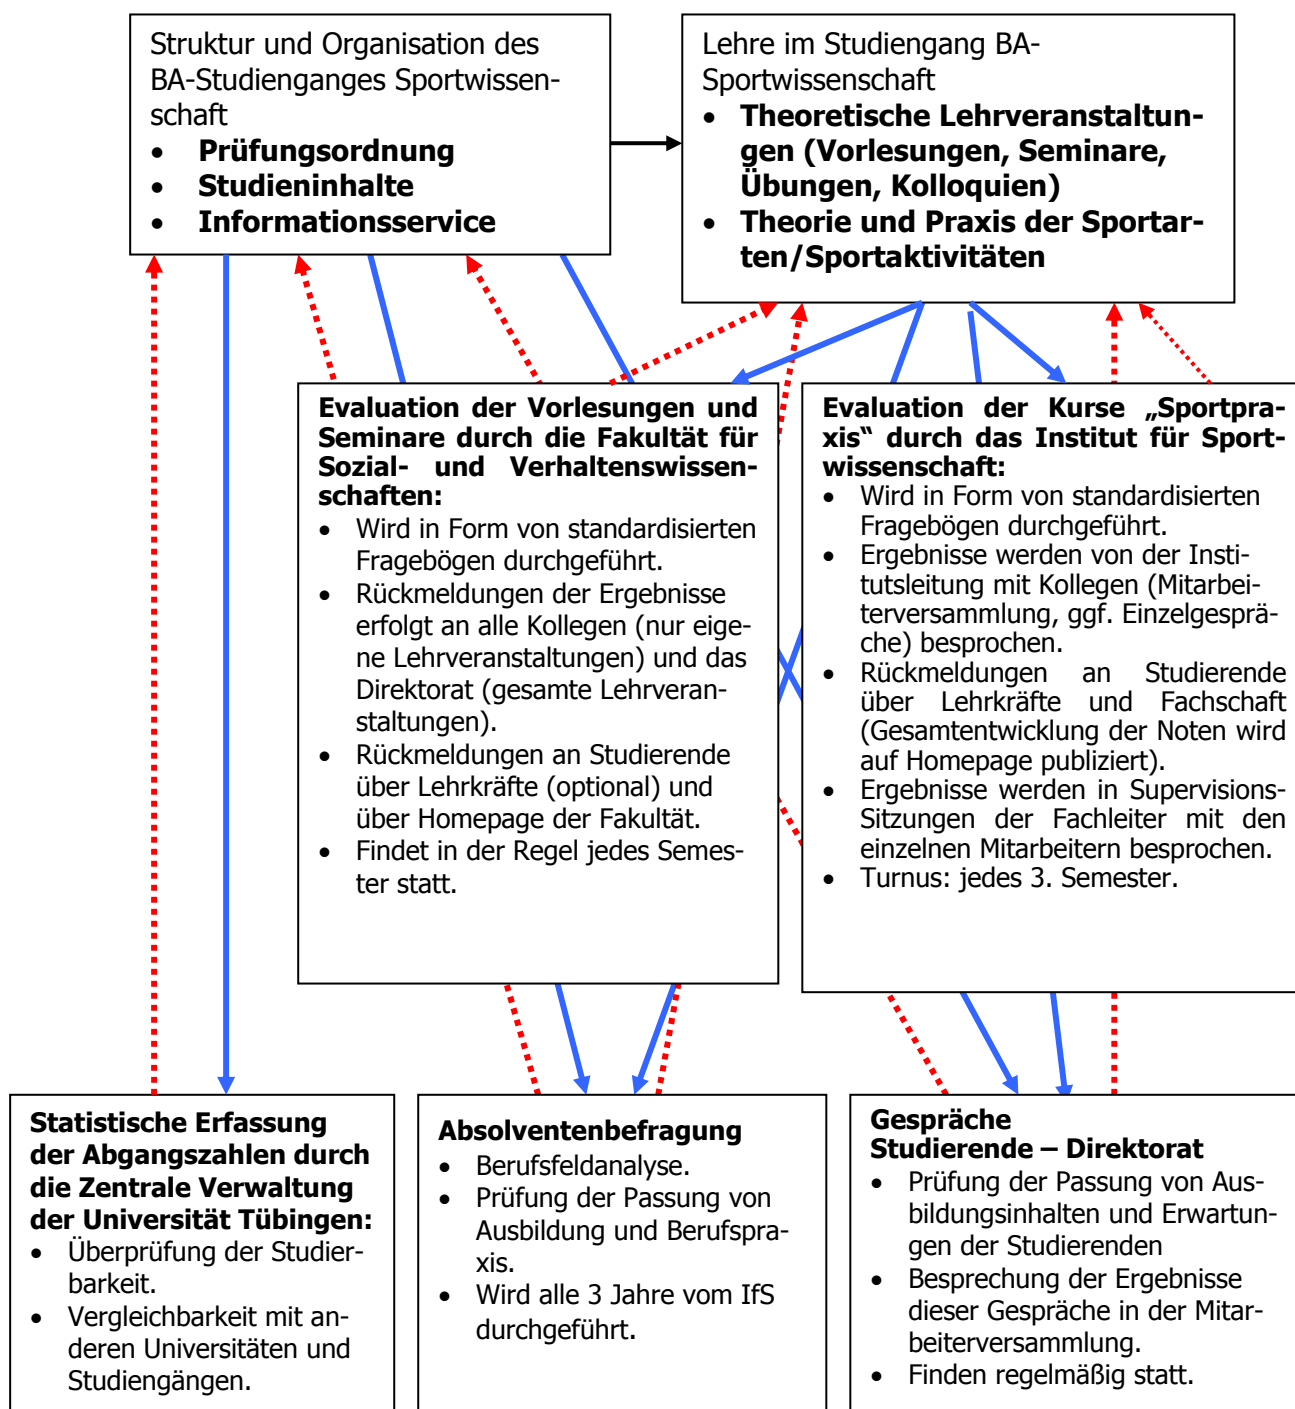 Struktur und Organisation des
BA-Studienganges Sportwissen-
schaft
• Prüfungsordnung
• Studieninhalte
• Informationsservice
Lehre im Studiengang BA-
Sportwissenschaft
• Theoretische Lehrveranstaltun-
gen (Vorlesungen, Seminare,
Übungen, Kolloquien)
• Theorie und Praxis der Sportar-
ten/Sportaktivitäten
Evaluation der Vorlesungen und
Seminare durch die Fakultät für
Sozial- und Verhaltenswissen-
schaften:
• Wird in Form von standardisierten
Fragebögen durchgeführt.
• Rückmeldungen der Ergebnisse
erfolgt an alle Kollegen (nur eige-
ne Lehrveranstaltungen) und das
Direktorat (gesamte Lehrveran-
staltungen).
• Rückmeldungen an Studierende
über Lehrkräfte (optional) und
über Homepage der Fakultät.
• Findet in der Regel jedes Semes-
ter statt.
Evaluation der Kurse „Sportpra-
xis“ durch das Institut für Sport-
wissenschaft:
• Wird in Form von standardisierten
Fragebögen durchgeführt.
• Ergebnisse werden von der Insti-
tutsleitung mit Kollegen (Mitarbei-
terversammlung, ggf. Einzelgesprä-
che) besprochen.
• Rückmeldungen an Studierende
über Lehrkräfte und Fachschaft
(Gesamtentwicklung der Noten wird
auf Homepage publiziert).
• Ergebnisse werden in Supervisions-
Sitzungen der Fachleiter mit den
einzelnen Mitarbeitern besprochen.
• Turnus: jedes 3. Semester.
Statistische Erfassung
der Abgangszahlen durch
die Zentrale Verwaltung
der Universität Tübingen:
• Überprüfung der Studier-
barkeit.
• Vergleichbarkeit mit an-
deren Universitäten und
Studiengängen.
Absolventenbefragung
• Berufsfeldanalyse.
• Prüfung der Passung von
Ausbildung und Berufspra-
xis.
• Wird alle 3 Jahre vom IfS
durchgeführt.
Gespräche
Studierende – Direktorat
• Prüfung der Passung von Aus-
bildungsinhalten und Erwartun-
gen der Studierenden
• Besprechung der Ergebnisse
dieser Gespräche in der Mitar-
beiterversammlung.
• Finden regelmäßig statt.